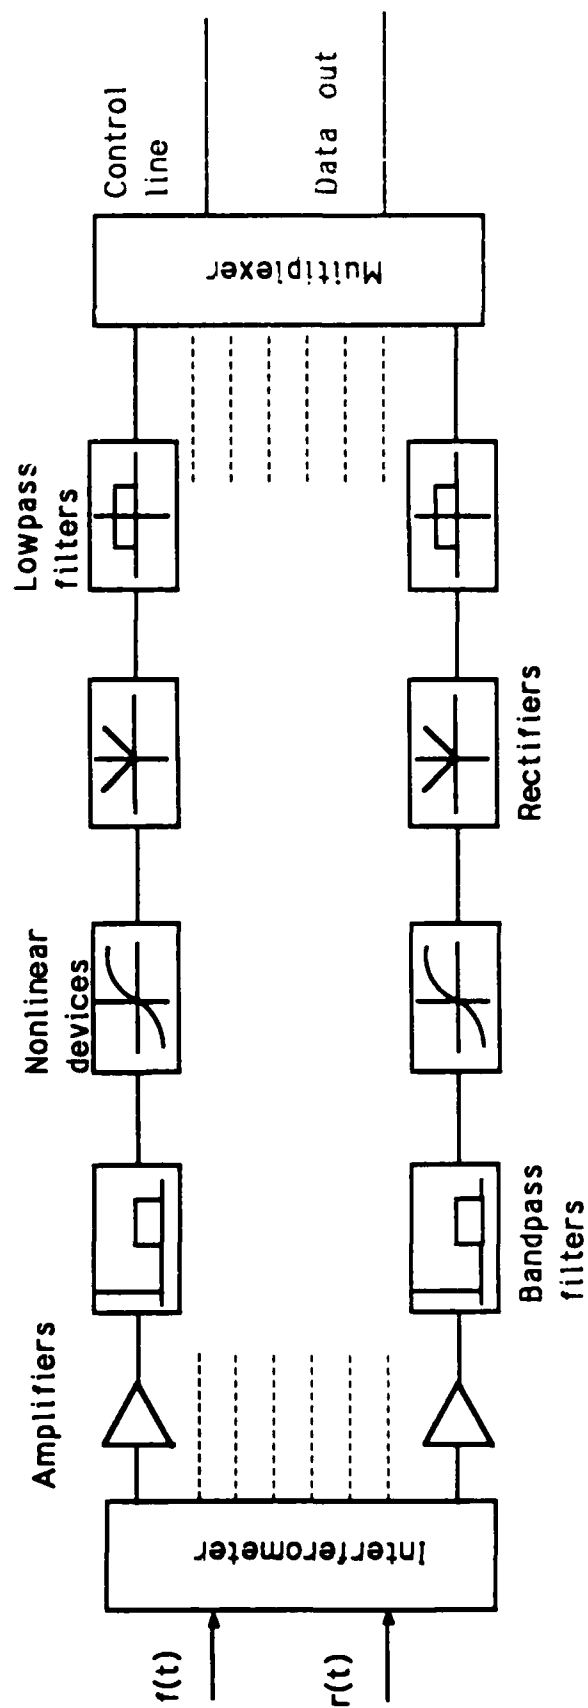 f(t)
r(t)
Interferometer
Amplifiers
Bandpass
filters
Nonlinear
devices
Rectifiers
Lowpass
filters
Multiplexer
Control
line
Data out